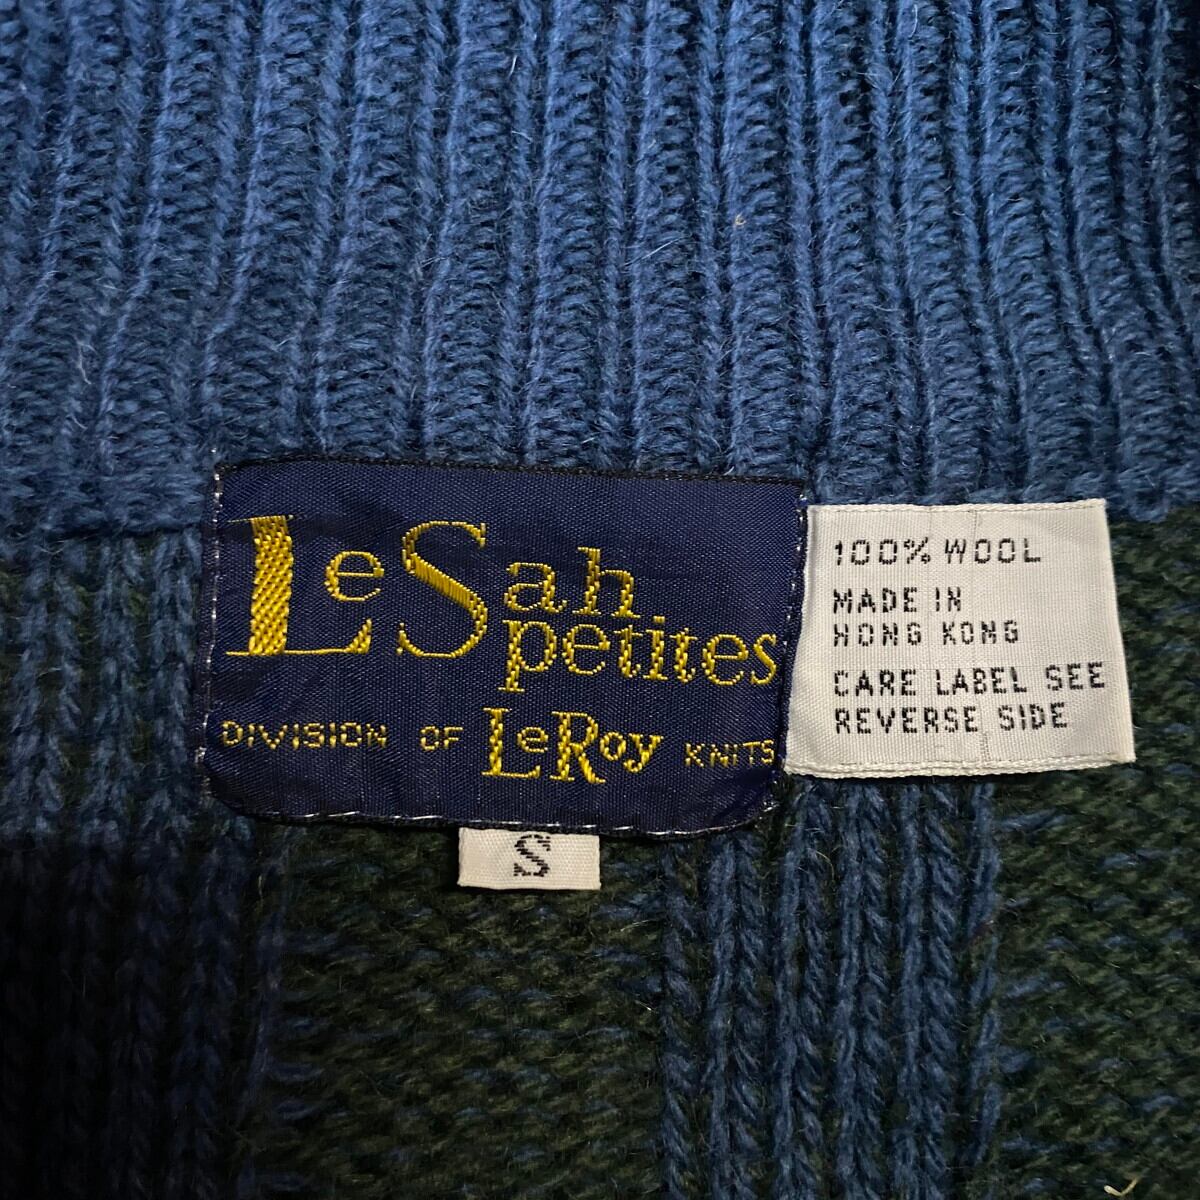 LeSah
petites
DIVISION OF LeRoy KNITS
S
100% WOOL
MADE IN
HONG KONG
CARE LABEL SEE
REVERSE SIDE